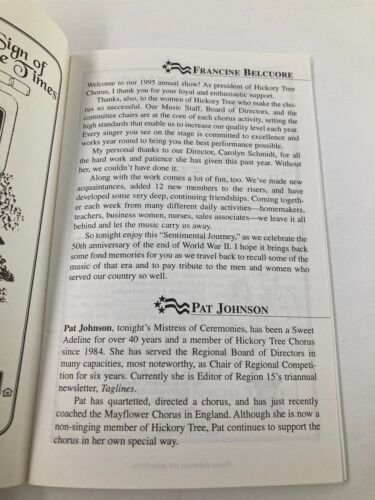 Sign of
e Times
FRANCINE BELCUORE
Welcome to our 1995 annual show! As president of Hickory Tree
Chorus, I thank you for your loyal and enthusiastic support.
Thanks, also, to the women of Hickory Tree who make the cho-
rus so successful. Our Music Staff, Board of Directors, and the
committee chairs are at the core of each chorus activity, setting the
high standards that enable us to increase our quality level each year.
Every singer you see on the stage is committed to excellence and
works year round to bring you the best performance possible.
My personal thanks to our Director, Carolyn Schmidt, for all
the hard work and patience she has given this past year. Without
her, we couldn't have done it.
Along with the work comes a lot of fun, too. We've made new
acquaintances, added 12 new members to the risers, and have
developed some very deep, continuing friendships. Coming togeth-
er each week from many different daily activities—homemakers,
teachers, business women, nurses, sales associates—we leave it all
behind and let the music carry us away.
So tonight enjoy this "Sentimental Journey," as we celebrate the
50th anniversary of the end of World War II. I hope it brings back
some fond memories for you as we travel back to recall some of the
music of that era and to pay tribute to the men and women who
served our country so well.
PAT JOHNSON
Pat Johnson, tonight's Mistress of Ceremonies, has been a Sweet
Adeline for over 40 years and a member of Hickory Tree Chorus
since 1984. She has served the Regional Board of Directors in
many capacities, most noteworthy, as Chair of Regional Competi-
tion for six years. Currently she is Editor of Region 15's triannual
newsletter, Taglines.
Pat has quartetted, directed a chorus, and has just recently
coached the Mayflower Chorus in England. Although she is now a
non-singing member of Hickory Tree, Pat continues to support the
chorus in her own special way.